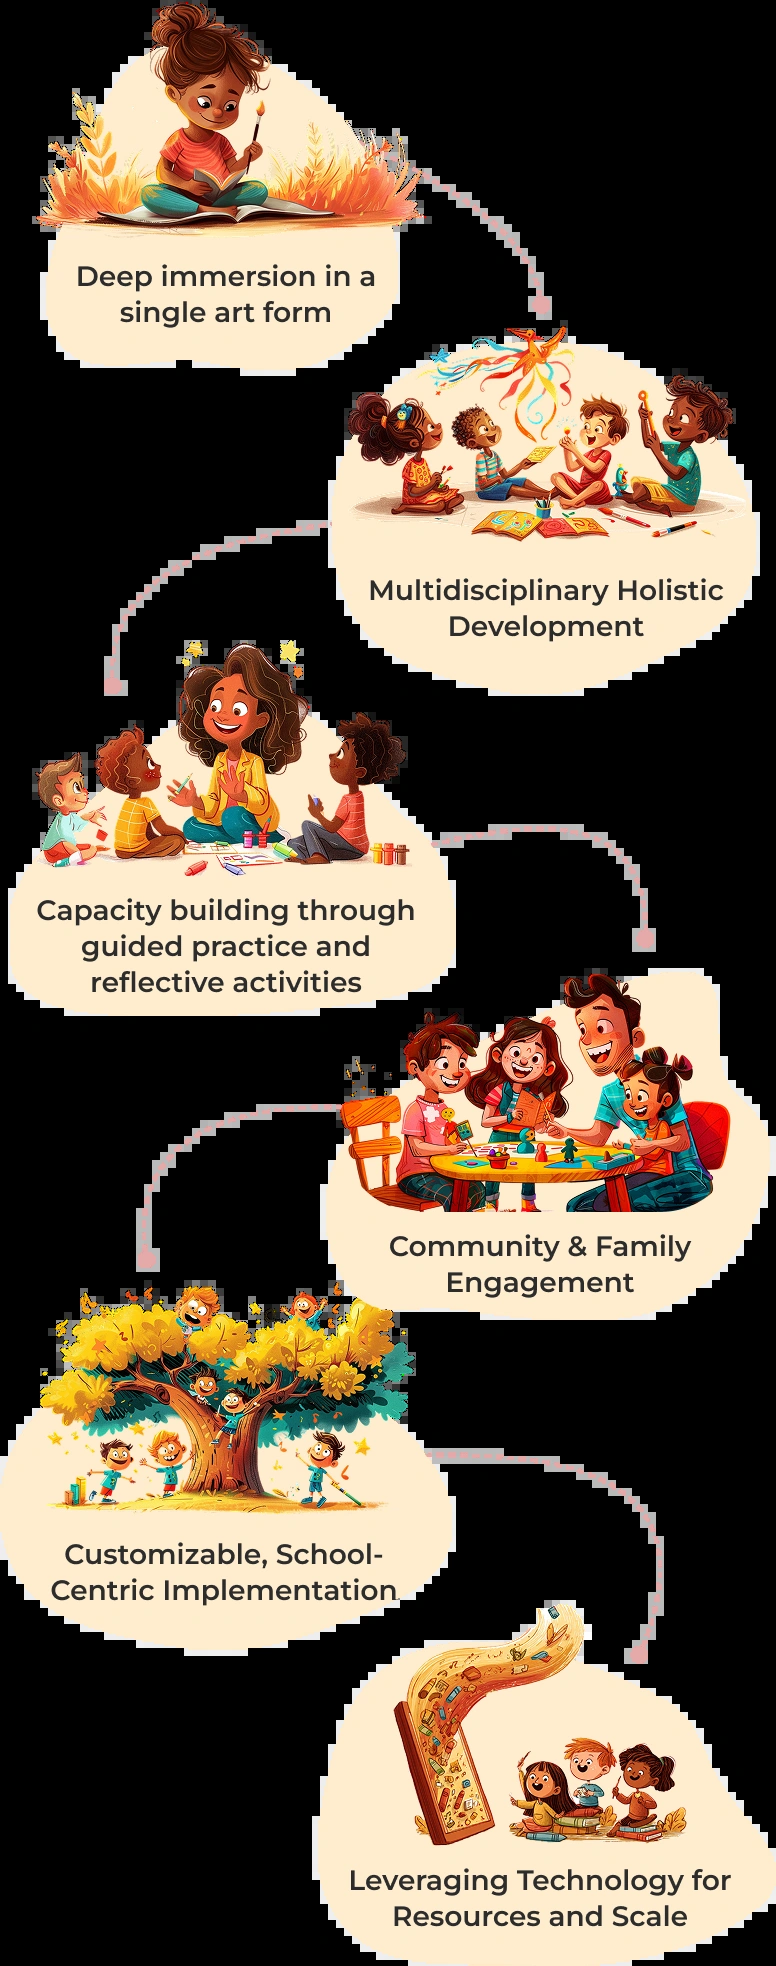 Deep immersion in a
single art form
Multidisciplinary Holistic
Development
Capacity building through
guided practice and
reflective activities
Community & Family
Engagement
Customizable, School-
Centric Implementation
Leveraging Technology for
Resources and Scale